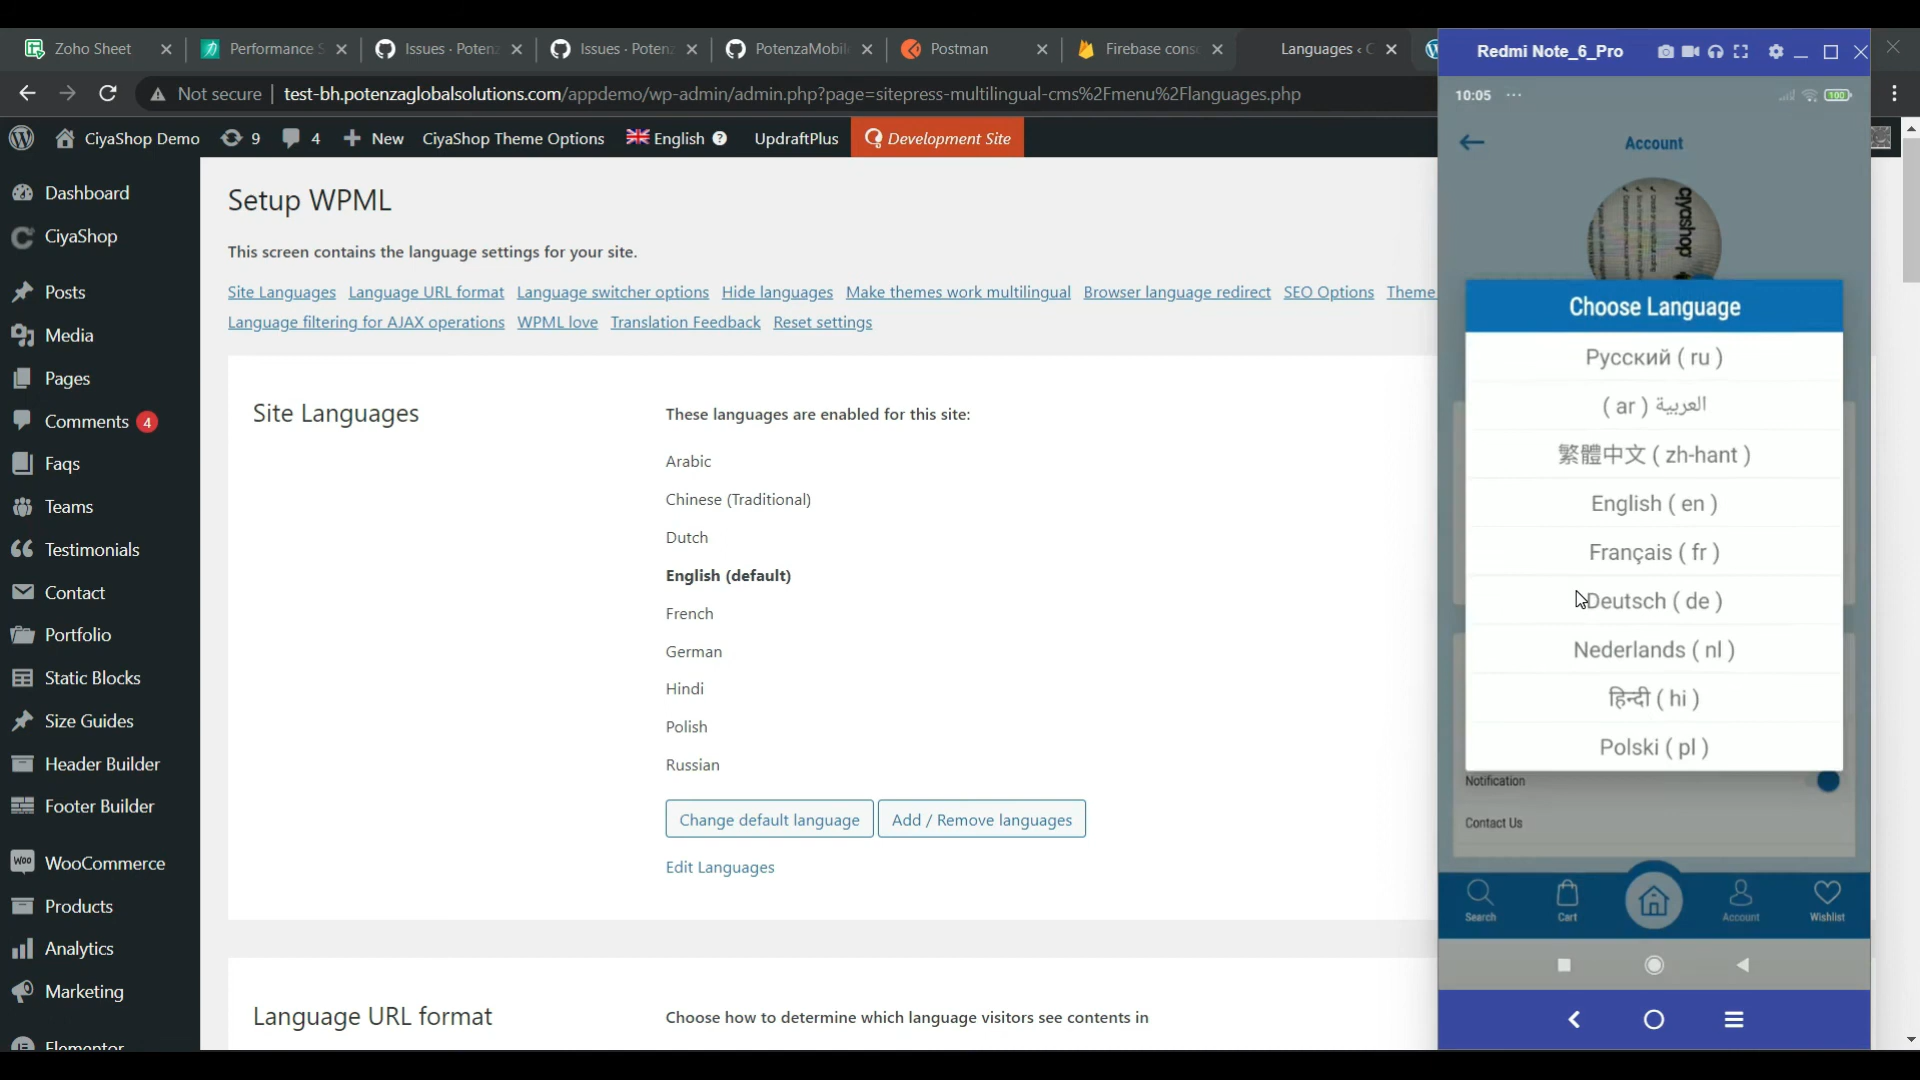 Zoho Sheet
Performance S
Issues · Poten
Issues · Poten
PotenzaMobil
Postman
Firebase cons
Languages ‹ C
Not secure
test-bh.potenzaglobalsolutions.com/appdemo/wp-admin/admin.php?page=sitepress-multilingual-cms%2Fmenu%2Flanguages.php
CiyaShop Demo
9
4
New
CiyaShop Theme Options
English
UpdraftPlus
Development Site
Dashboard
CiyaShop
Posts
Media
Pages
Comments 4
Faqs
Teams
Testimonials
Contact
Portfolio
Static Blocks
Size Guides
Header Builder
Footer Builder
WooCommerce
Products
Analytics
Marketing
Elementor
Setup WPML
This screen contains the language settings for your site.
Site Languages Language URL format Language switcher options Hide languages Make themes work multilingual Browser language redirect SEO Options Theme
Language filtering for AJAX operations WPML love Translation Feedback Reset settings
Site Languages
These languages are enabled for this site:
Arabic
Chinese (Traditional)
Dutch
English (default)
French
German
Hindi
Polish
Russian
Change default language
Add / Remove languages
Edit Languages
Language URL format
Choose how to determine which language visitors see contents in
Redmi Note_6_Pro
10:05 ···
100
Account
ciyashop
Choose Language
Русский ( ru )
العربية ( ar )
繁體中文 ( zh-hant )
English ( en )
Français ( fr )
Deutsch ( de )
Nederlands ( nl )
हिन्दी ( hi )
Polski ( pl )
Notification
Contact Us
Search
Cart
Account
Wishlist